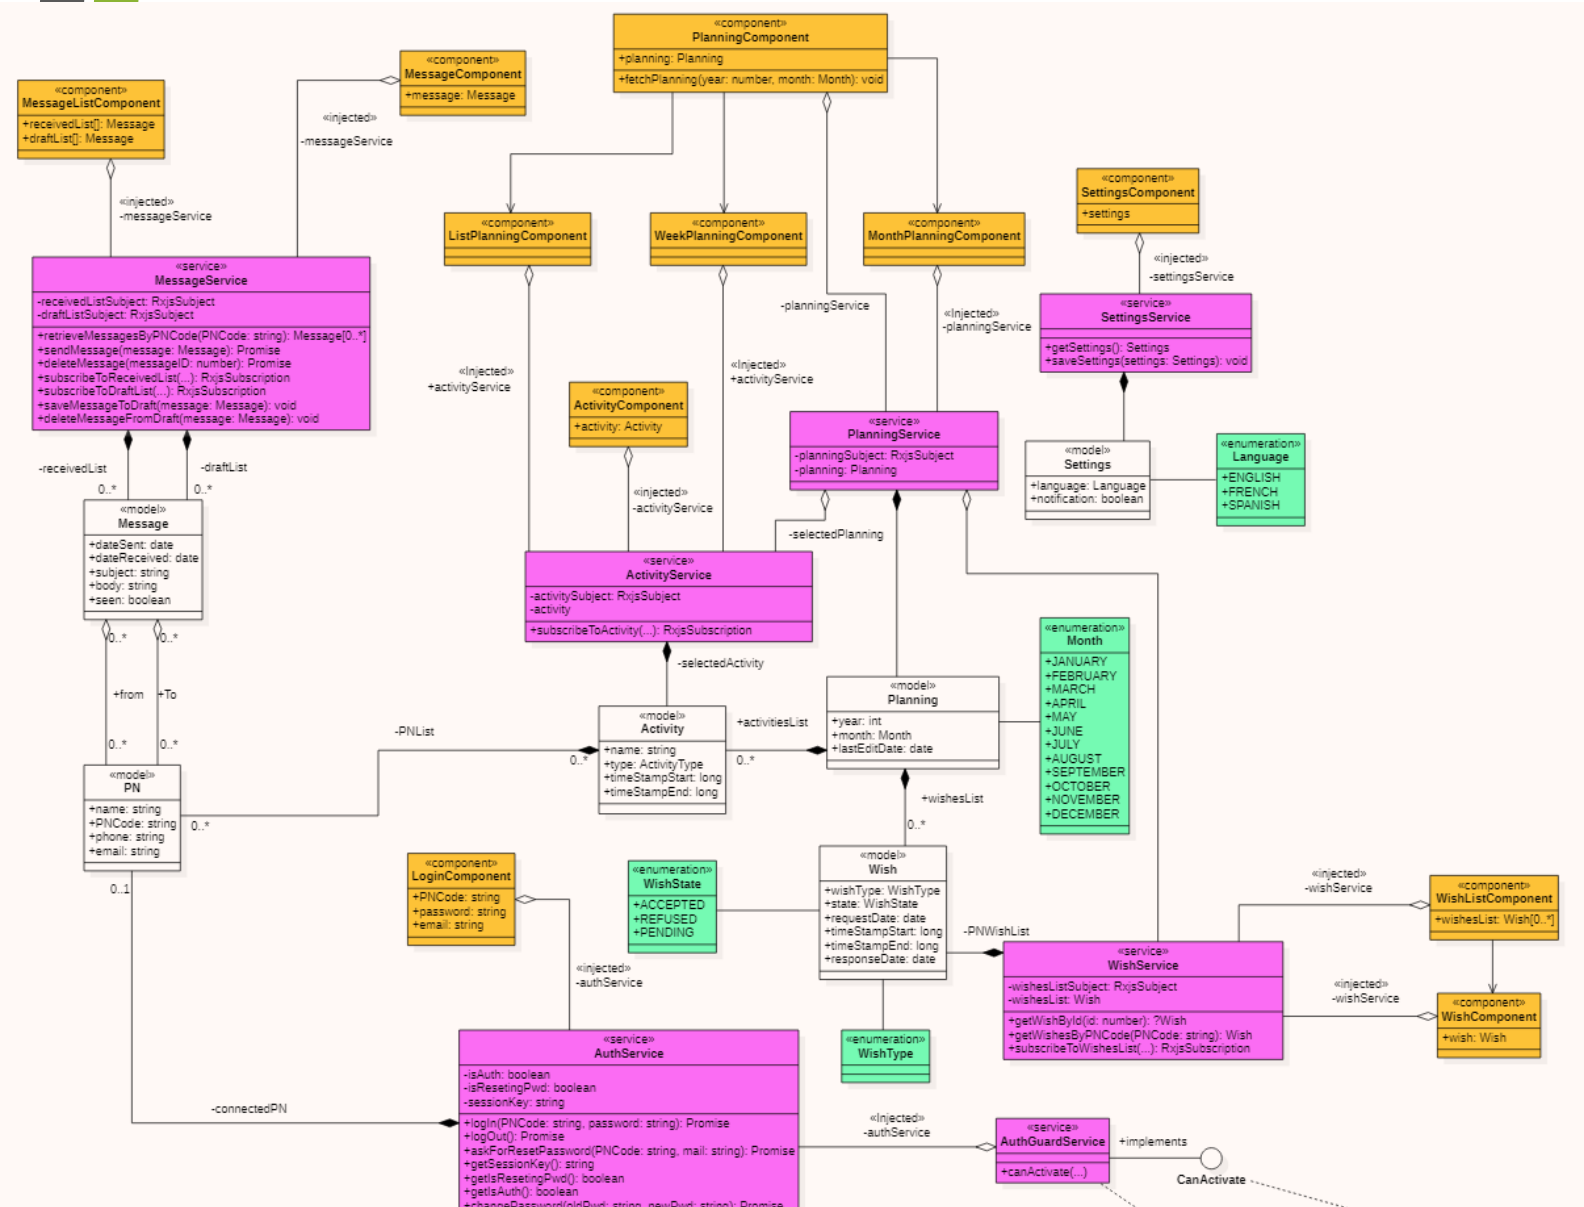 «component»
PlanningComponent
+planning: Planning
+fetchPlanning(year: number, month: Month): void
«component»
MessageComponent
+message: Message
«component»
MessageListComponent
+receivedList[]: Message
+draftList[]: Message
«injected»
-messageService
«injected»
-messageService
«component»
ListPlanningComponent
«component»
WeekPlanningComponent
«component»
MonthPlanningComponent
«component»
SettingsComponent
+settings
«injected»
-settingsService
«service»
MessageService
-receivedListSubject: RxjsSubject
-draftListSubject: RxjsSubject
+retrieveMessagesByPNCode(PNCode: string): Message[0..*]
+sendMessage(message: Message): Promise
+deleteMessage(messageID: number): Promise
+subscribeToReceivedList(...): RxjsSubscription
+subscribeToDraftList(...): RxjsSubscription
+saveMessageToDraft(message: Message): void
+deleteMessageFromDraft(message: Message): void
-planningService
«Injected»
-planningService
«service»
SettingsService
+getSettings(): Settings
+saveSettings(settings: Settings): void
«Injected»
+activityService
«Injected»
+activityService
«component»
ActivityComponent
+activity: Activity
«service»
PlanningService
-planningSubject: RxjsSubject
-planning: Planning
«model»
Settings
+language: Language
+notification: boolean
«enumeration»
Language
+ENGLISH
+FRENCH
+SPANISH
-receivedList
-draftList
0..*
0..*
«injected»
-activityService
-selectedPlanning
«model»
Message
+dateSent: date
+dateReceived: date
+subject: string
+body: string
+seen: boolean
«service»
ActivityService
-activitySubject: RxjsSubject
-activity
+subscribeToActivity(...): RxjsSubscription
0..*
0..*
+from
+To
0..*
0..*
-selectedActivity
«enumeration»
Month
+JANUARY
+FEBRUARY
+MARCH
+APRIL
+MAY
+JUNE
+JULY
+AUGUST
+SEPTEMBER
+OCTOBER
+NOVEMBER
+DECEMBER
«model»
Planning
+year: int
+month: Month
+lastEditDate: date
«model»
Activity
+name: string
+type: ActivityType
+timeStampStart: long
+timeStampEnd: long
+activitiesList
0..*
-PNList
0..*
0..*
«model»
PN
+name: string
+PNCode: string
+phone: string
+email: string
0..1
+wishesList
0..*
«component»
LoginComponent
+PNCode: string
+password: string
+email: string
«enumeration»
WishState
+ACCEPTED
+REFUSED
+PENDING
«model»
Wish
+wishType: WishType
+state: WishState
+requestDate: date
+timeStampStart: long
+timeStampEnd: long
+responseDate: date
-PNWishList
«injected»
-wishService
«component»
WishListComponent
+wishesList: Wish[0..*]
«service»
WishService
-wishesListSubject: RxjsSubject
-wishesList: Wish
+getWishById(id: number): ?Wish
+getWishesByPNCode(PNCode: string): Wish
+subscribeToWishesList(...): RxjsSubscription
«injected»
-wishService
«component»
WishComponent
+wish: Wish
«injected»
-authService
«enumeration»
WishType
«service»
AuthService
-isAuth: boolean
-isResetingPwd: boolean
-sessionKey: string
+logIn(PNCode: string, password: string): Promise
+logOut(): Promise
+askForResetPassword(PNCode: string, mail: string): Promise
+getSessionKey(): string
+getIsResetingPwd(): boolean
+getIsAuth(): boolean
+changePassword(oldPwd: string, newPwd: string): Promise
-connectedPN
«Injected»
-authService
«service»
AuthGuardService
+canActivate(...)
+implements
CanActivate